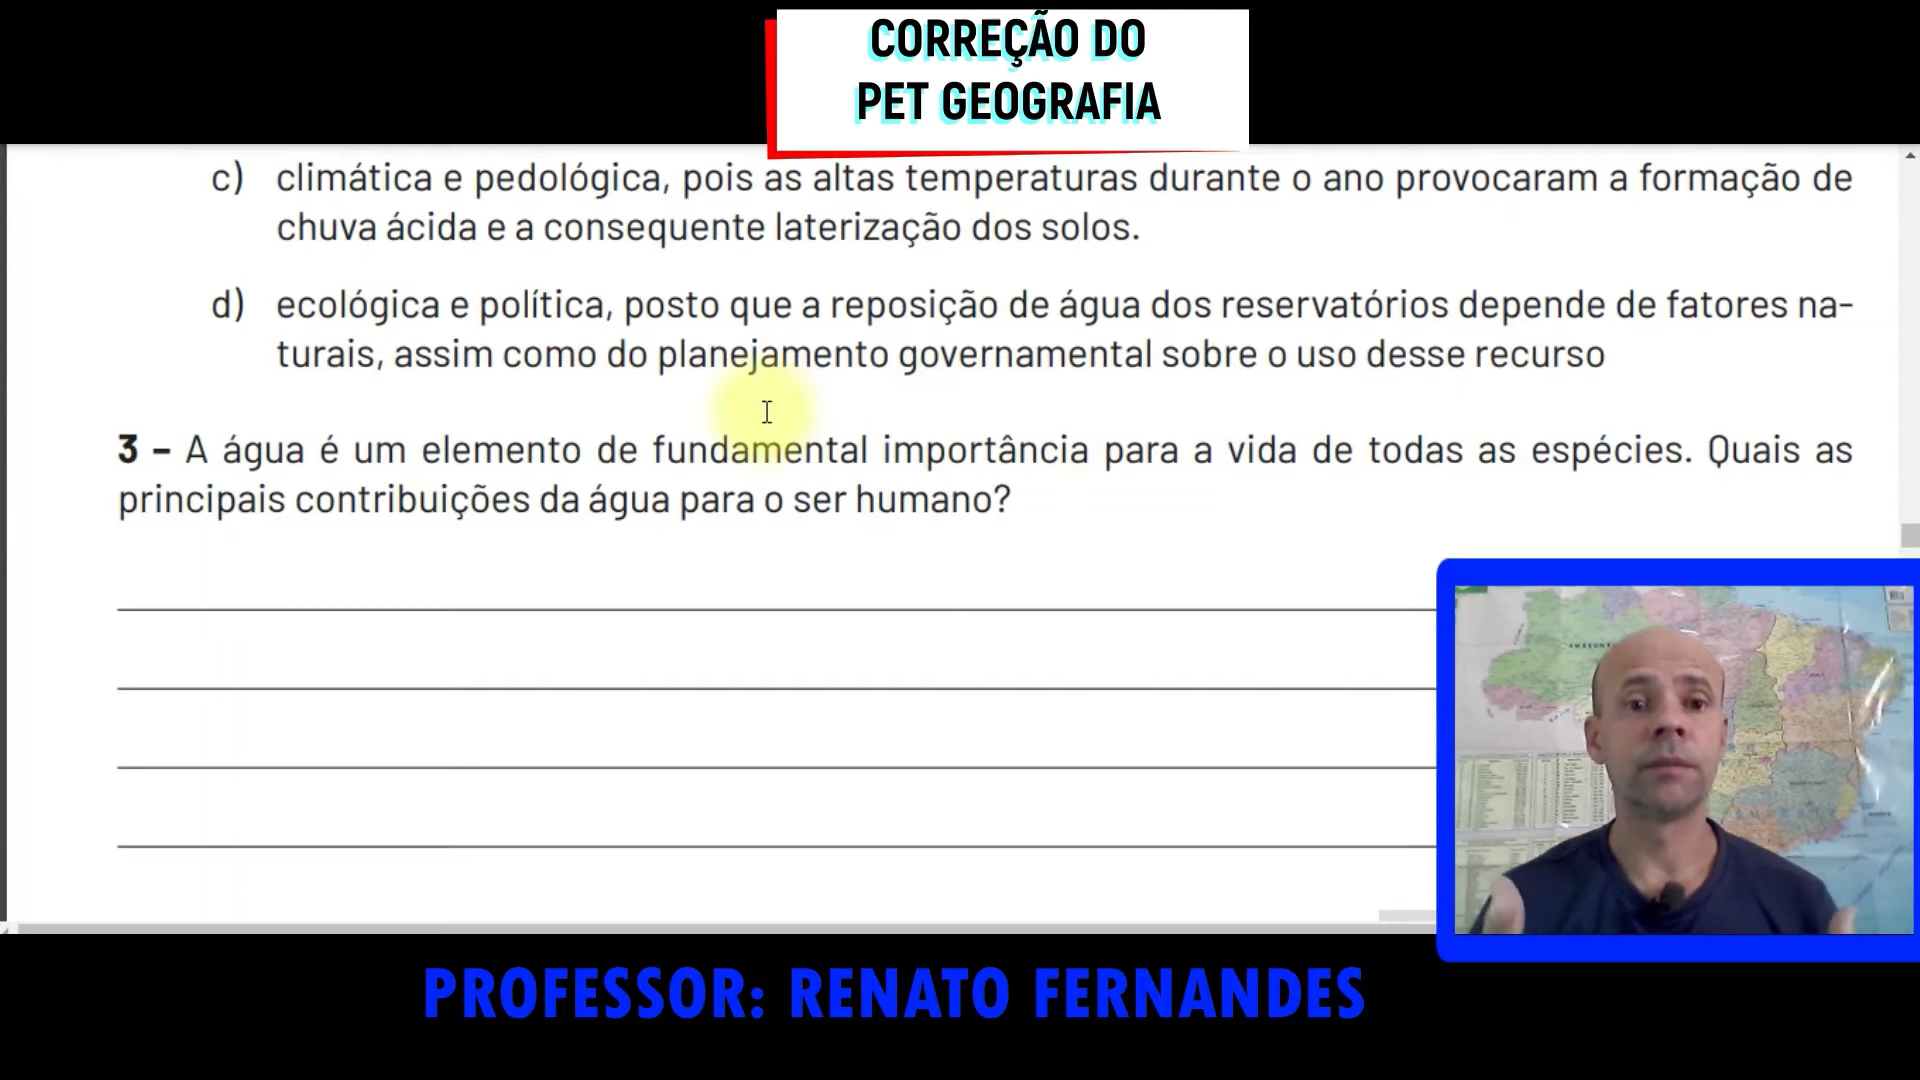 CORREÇÃO DO
PET GEOGRAFIA
c) climática e pedológica, pois as altas temperaturas durante o ano provocaram a formação de
chuva ácida e a consequente laterização dos solos.
d) ecológica e política, posto que a reposição de água dos reservatórios depende de fatores na-
turais, assim como do planejamento governamental sobre o uso desse recurso
3 – A água é um elemento de fundamental importância para a vida de todas as espécies. Quais as
principais contribuições da água para o ser humano?
PROFESSOR: RENATO FERNANDES